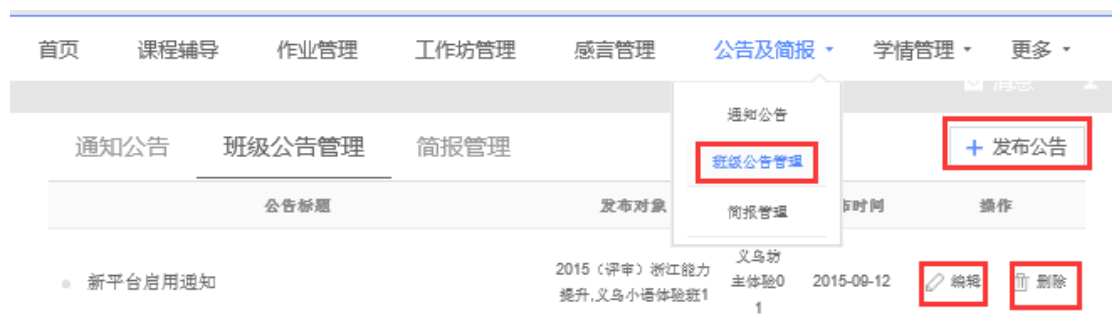 首页 课程辅导 作业管理 工作坊管理 感言管理 公告及简报 学情管理 更多
消息
通知公告
班级公告管理
简报管理
通知公告 班级公告管理 简报管理 + 发布公告
公告标题 发布对象 布时间 操作
新平台启用通知 2015（评审）浙江能力提升,义乌小语体验班1 义乌坊主体验01 2015-09-12 编辑 删除